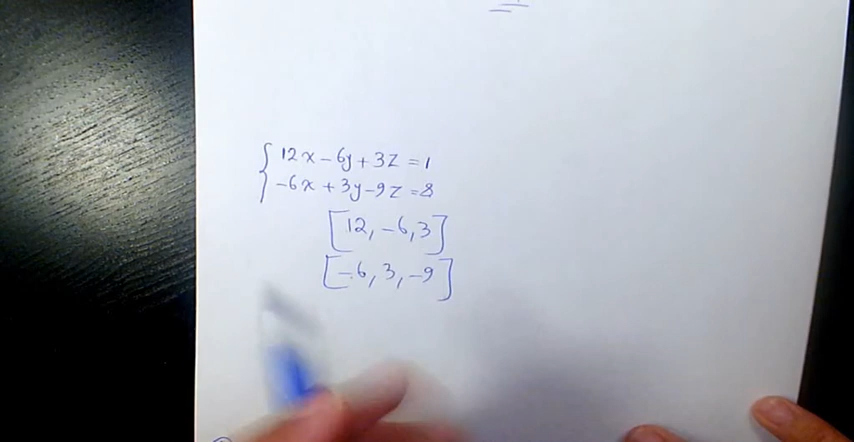 12x - 6y + 3z = 1
-6x + 3y - 9z = 8
[12, -6, 3]
[-6, 3, -9]